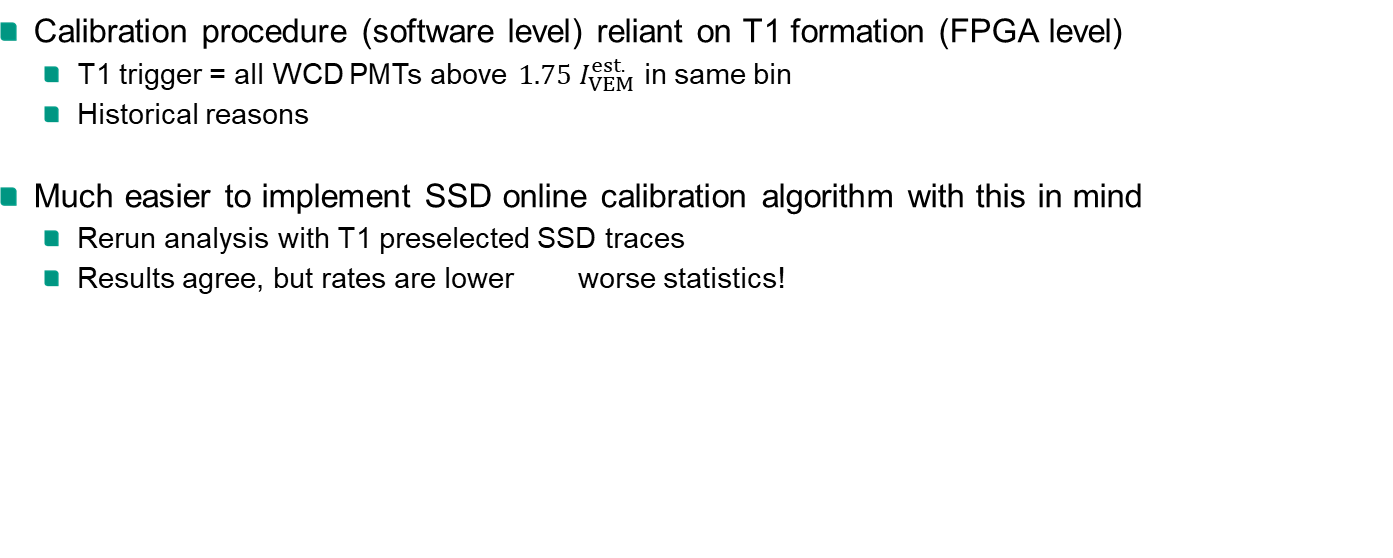 Calibration procedure (software level) reliant on T1 formation (FPGA level)
T1 trigger = all WCD PMTs above 1.75 I_VEM^est. in same bin
Historical reasons
Much easier to implement SSD online calibration algorithm with this in mind
Rerun analysis with T1 preselected SSD traces
Results agree, but rates are lower worse statistics!